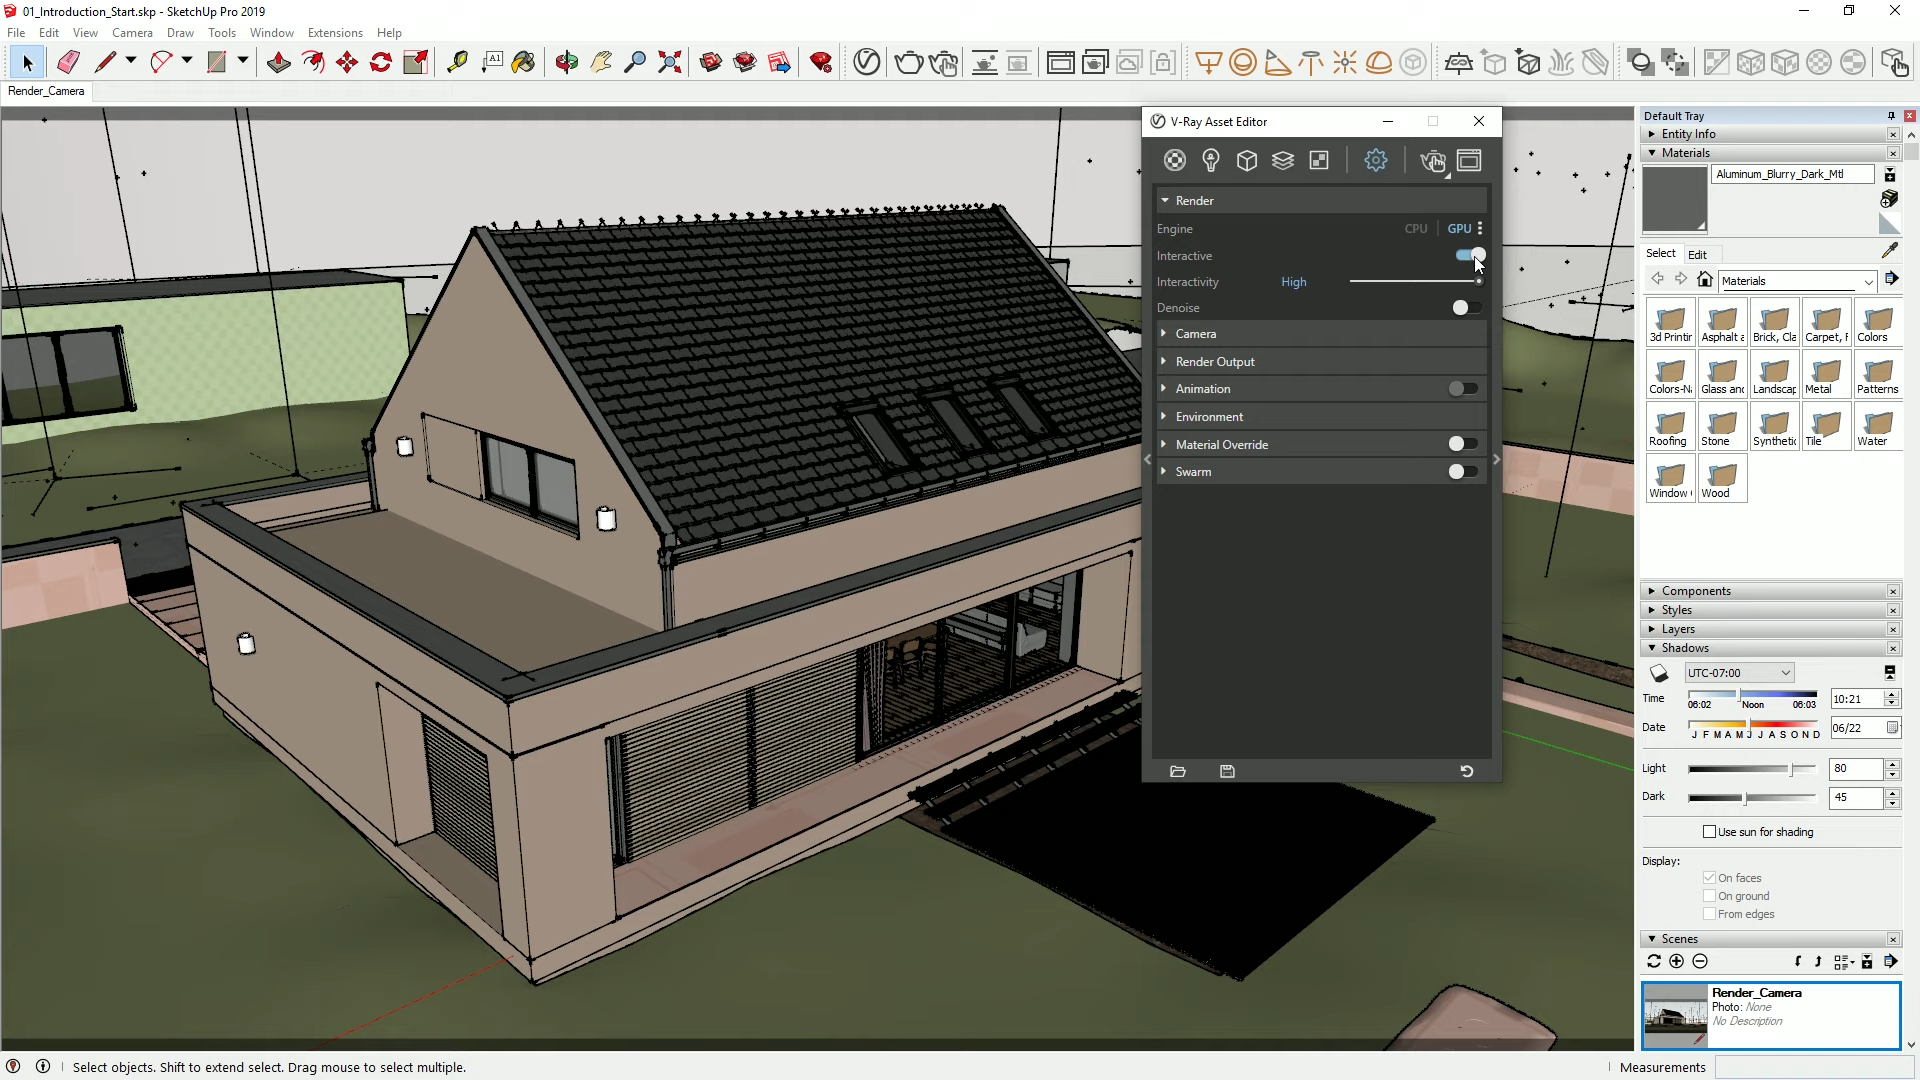 01_Introduction_Start.skp - SketchUp Pro 2019
File Edit View Camera Draw Tools Window Extensions Help
A1
Render_Camera
V-Ray Asset Editor
Render
Engine CPU GPU
Interactive
Interactivity High
Denoise
Camera
Render Output
Animation
Environment
Material Override
Swarm
Default Tray
Entity Info
Materials
Aluminum_Blurry_Dark_Mtl
Select Edit
Materials
3d Printir Asphalt a Brick, Cla Carpet, F Colors
Colors-Na Glass and Landscap Metal Patterns
Roofing Stone Synthetic Tile Water
Window Wood
Components
Styles
Layers
Shadows
UTC-07:00
Time 06:02 Noon 06:03 10:21
Date J F M A M J J A S O N D 06/22
Light 80
Dark 45
Use sun for shading
Display:
On faces
On ground
From edges
Scenes
Render_Camera
Photo: None
No Description
Select objects. Shift to extend select. Drag mouse to select multiple.
Measurements